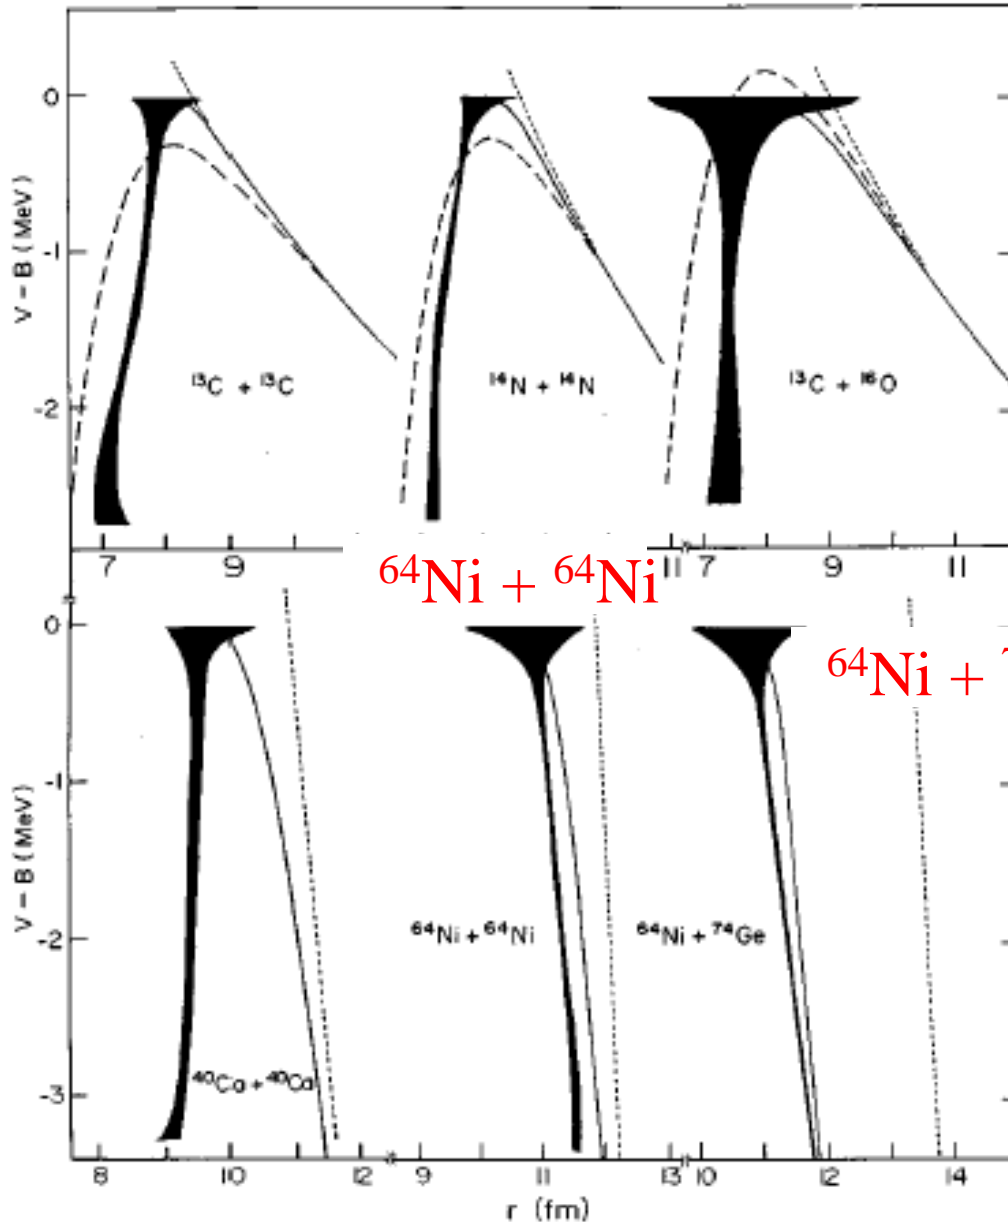 0
-1
-2
V – B (MeV)
¹³C + ¹³C
¹⁴N + ¹⁴N
¹³C + ¹⁶O
7 9 11 7 9 11
⁶⁴Ni + ⁶⁴Ni
⁶⁴Ni +
0
-1
-2
-3
V – B (MeV)
⁶⁴Ni + ⁶⁴Ni
⁶⁴Ni + ⁷⁴Ge
⁴⁰Ca + ⁴⁰Ca
8 10 12 9 11 13 10 12 14
r (fm)